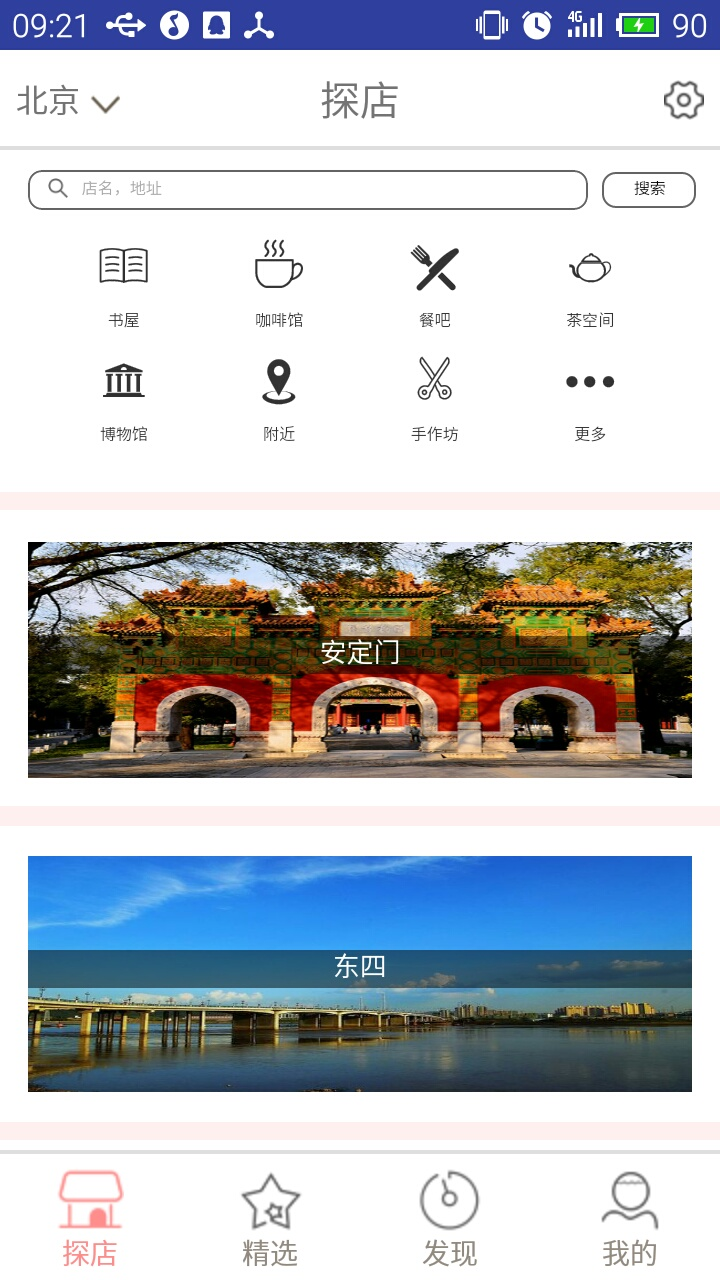 09:21 4G 90
北京 探店
店名，地址 搜索
书屋 咖啡馆 餐吧 茶空间
博物馆 附近 手作坊 更多
安定门
东四
探店 精选 发现 我的